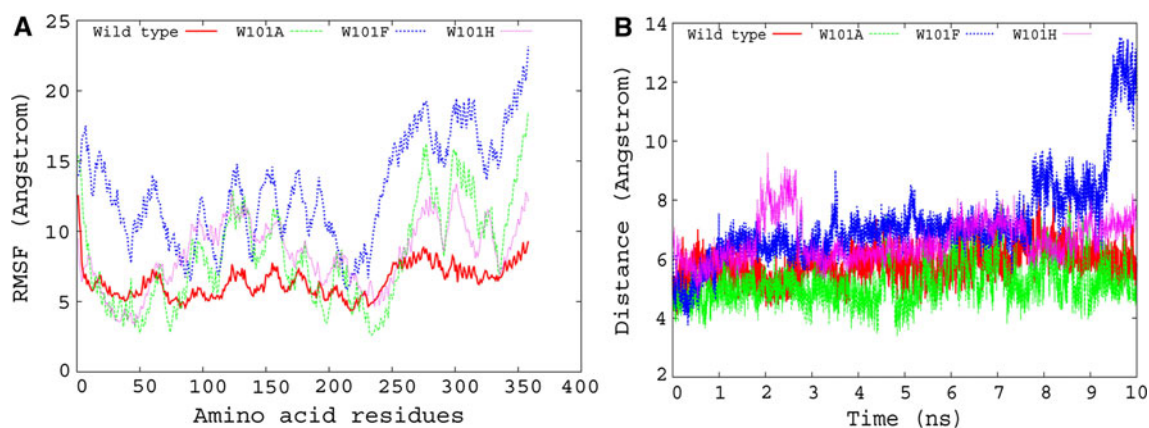 A
Wild type W101A W101F W101H
25
20
15
10
5
0
RMSF (Angstrom)
0 50 100 150 200 250 300 350 400
Amino acid residues
B
Wild type W101A W101F W101H
14
12
10
8
6
4
2
Distance (Angstrom)
0 1 2 3 4 5 6 7 8 9 10
Time (ns)